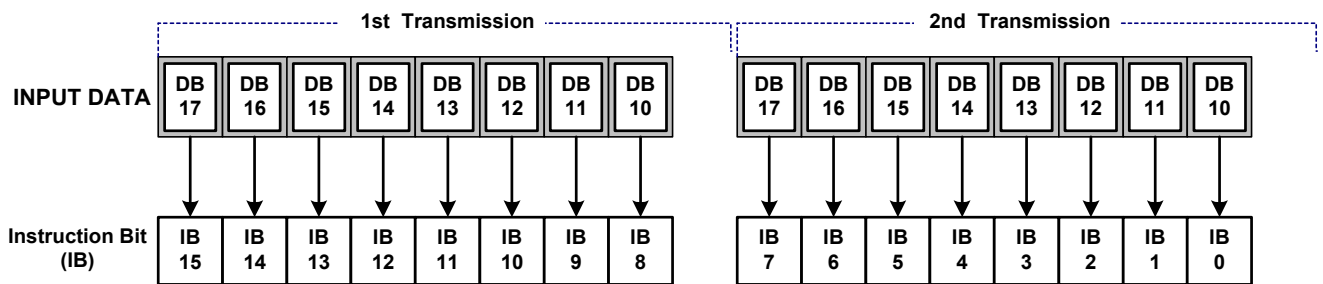 1st Transmission 2nd Transmission
INPUT DATA DB 17 DB 16 DB 15 DB 14 DB 13 DB 12 DB 11 DB 10 DB 17 DB 16 DB 15 DB 14 DB 13 DB 12 DB 11 DB 10
Instruction Bit (IB) IB 15 IB 14 IB 13 IB 12 IB 11 IB 10 IB 9 IB 8 IB 7 IB 6 IB 5 IB 4 IB 3 IB 2 IB 1 IB 0